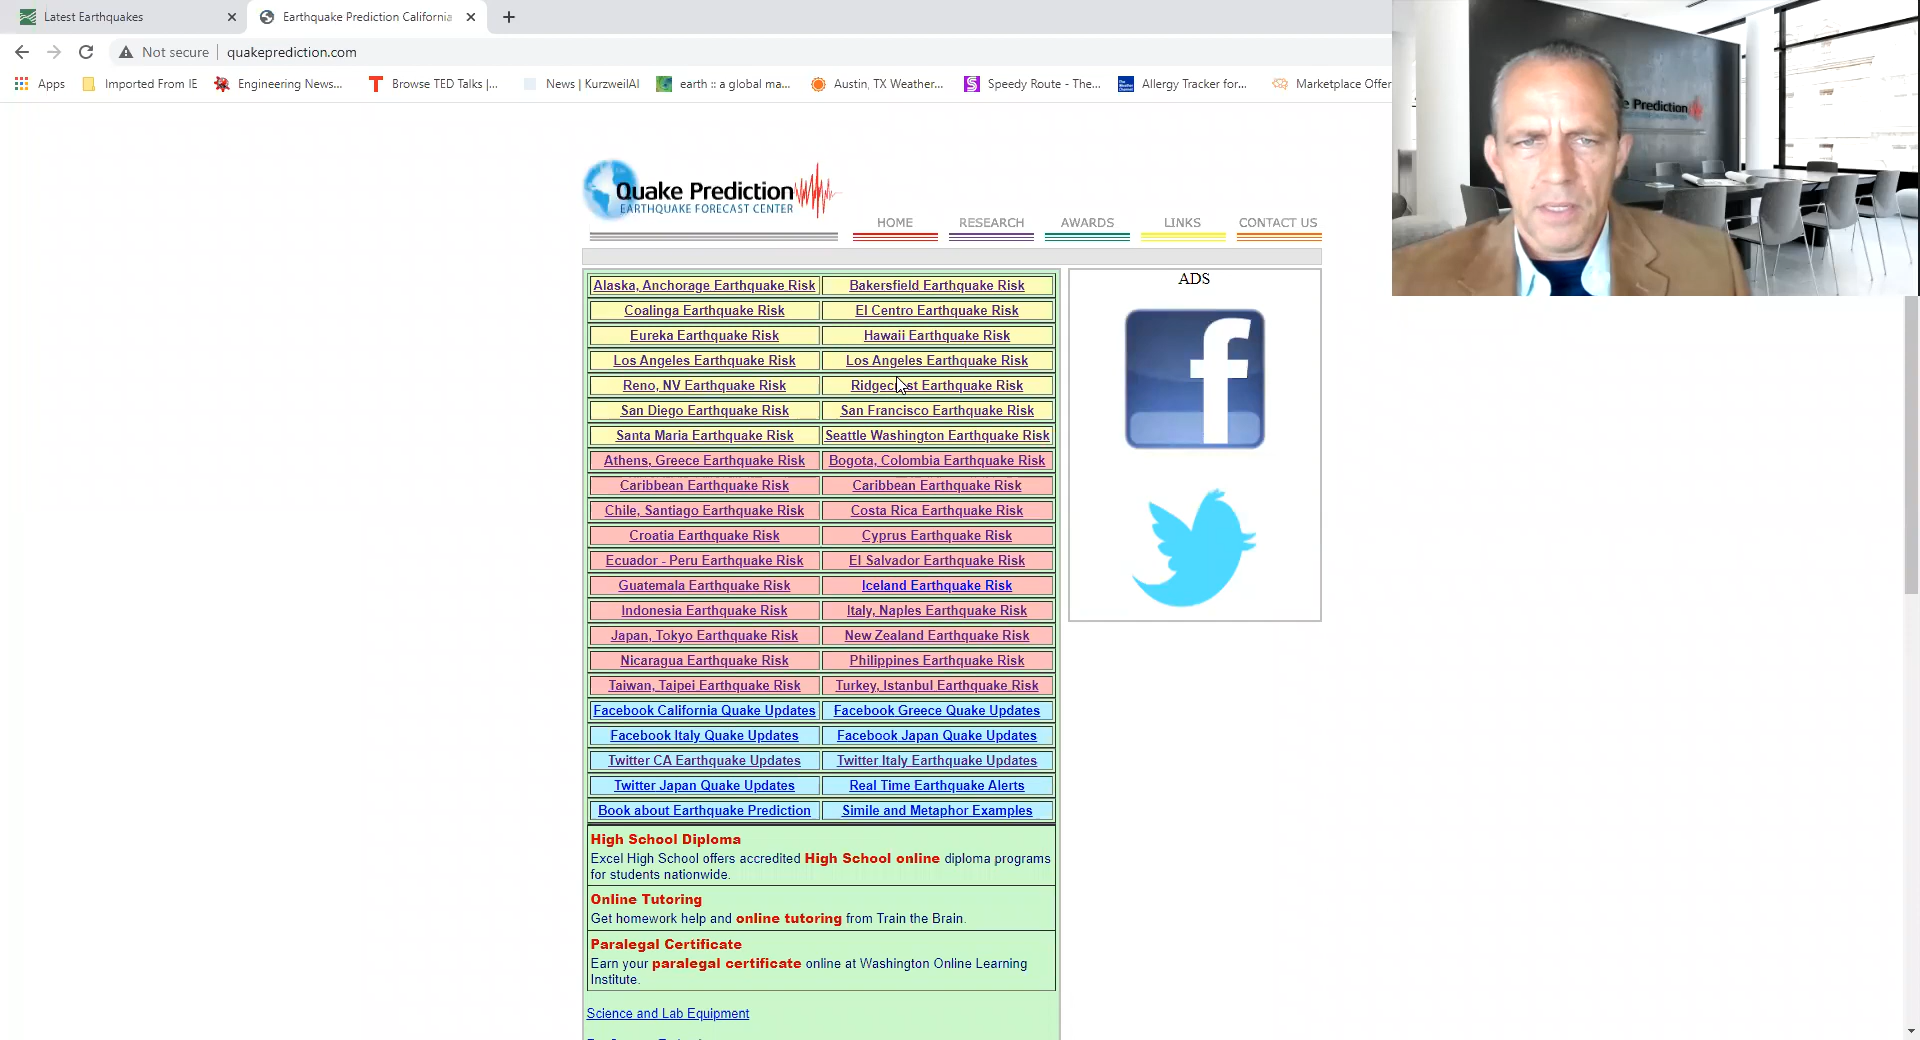 Latest Earthquakes
Earthquake Prediction California
Not secure
quakeprediction.com
Apps
Imported From IE
Engineering News...
Browse TED Talks |...
News | KurzweilAI
earth :: a global ma...
Austin, TX Weather...
Speedy Route - The...
Allergy Tracker for...
Marketplace Offer
e Prediction
Quake Prediction
EARTHQUAKE FORECAST CENTER
HOME
RESEARCH
AWARDS
LINKS
CONTACT US
Alaska, Anchorage Earthquake Risk
Bakersfield Earthquake Risk
Coalinga Earthquake Risk
El Centro Earthquake Risk
Eureka Earthquake Risk
Hawaii Earthquake Risk
Los Angeles Earthquake Risk
Los Angeles Earthquake Risk
Reno, NV Earthquake Risk
Ridgecrest Earthquake Risk
San Diego Earthquake Risk
San Francisco Earthquake Risk
Santa Maria Earthquake Risk
Seattle Washington Earthquake Risk
Athens, Greece Earthquake Risk
Bogota, Colombia Earthquake Risk
Caribbean Earthquake Risk
Caribbean Earthquake Risk
Chile, Santiago Earthquake Risk
Costa Rica Earthquake Risk
Croatia Earthquake Risk
Cyprus Earthquake Risk
Ecuador - Peru Earthquake Risk
El Salvador Earthquake Risk
Guatemala Earthquake Risk
Iceland Earthquake Risk
Indonesia Earthquake Risk
Italy, Naples Earthquake Risk
Japan, Tokyo Earthquake Risk
New Zealand Earthquake Risk
Nicaragua Earthquake Risk
Philippines Earthquake Risk
Taiwan, Taipei Earthquake Risk
Turkey, Istanbul Earthquake Risk
Facebook California Quake Updates
Facebook Greece Quake Updates
Facebook Italy Quake Updates
Facebook Japan Quake Updates
Twitter CA Earthquake Updates
Twitter Italy Earthquake Updates
Twitter Japan Quake Updates
Real Time Earthquake Alerts
Book about Earthquake Prediction
Simile and Metaphor Examples
ADS
f
High School Diploma
Excel High School offers accredited High School online diploma programs
for students nationwide.
Online Tutoring
Get homework help and online tutoring from Train the Brain.
Paralegal Certificate
Earn your paralegal certificate online at Washington Online Learning
Institute.
Science and Lab Equipment